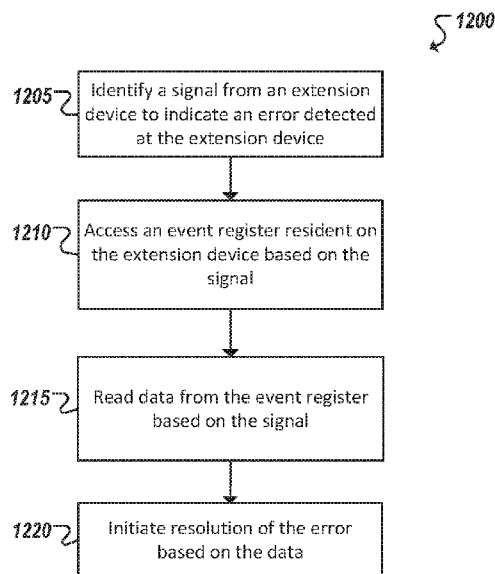 1200
1205
Identify a signal from an extension
device to indicate an error detected
at the extension device
1210
Access an event register resident on
the extension device based on the
signal
1215
Read data from the event register
based on the signal
1220
Initiate resolution of the error
based on the data